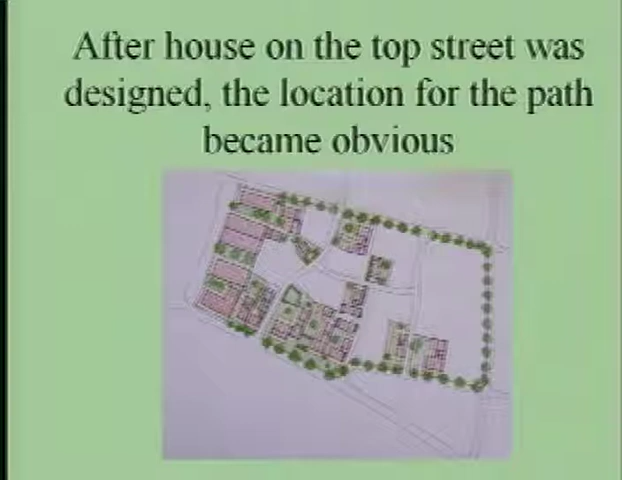 After house on the top street was
designed, the location for the path
became obvious